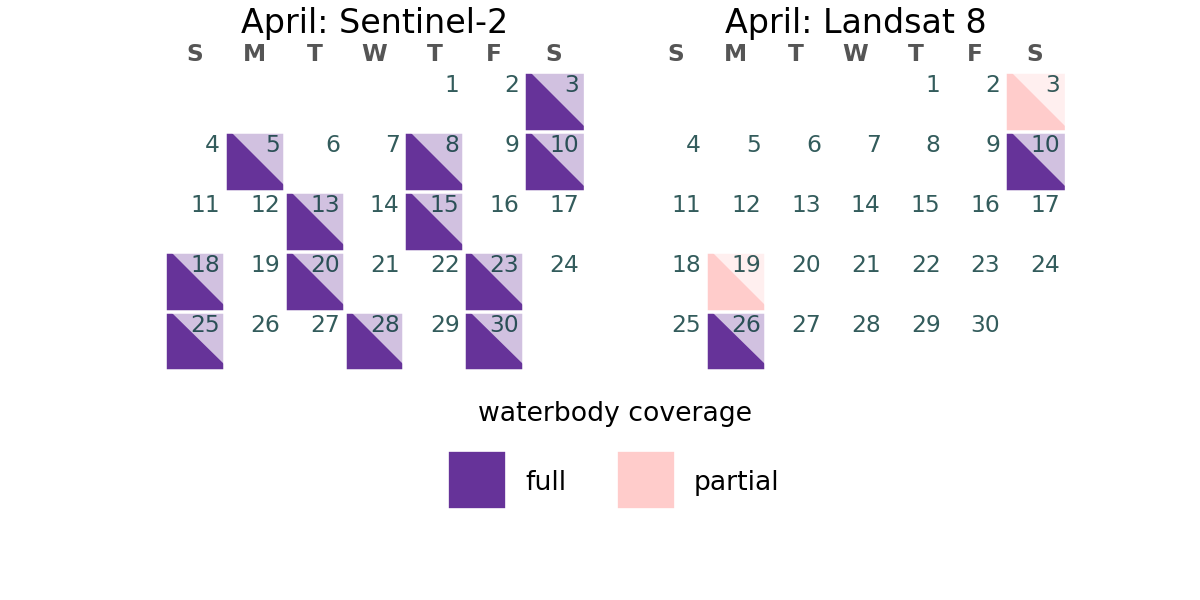 April: Sentinel-2
S M T W T F S
1 2 3
4 5 6 7 8 9 10
11 12 13 14 15 16 17
18 19 20 21 22 23 24
25 26 27 28 29 30
April: Landsat 8
S M T W T F S
1 2 3
4 5 6 7 8 9 10
11 12 13 14 15 16 17
18 19 20 21 22 23 24
25 26 27 28 29 30
waterbody coverage
full partial